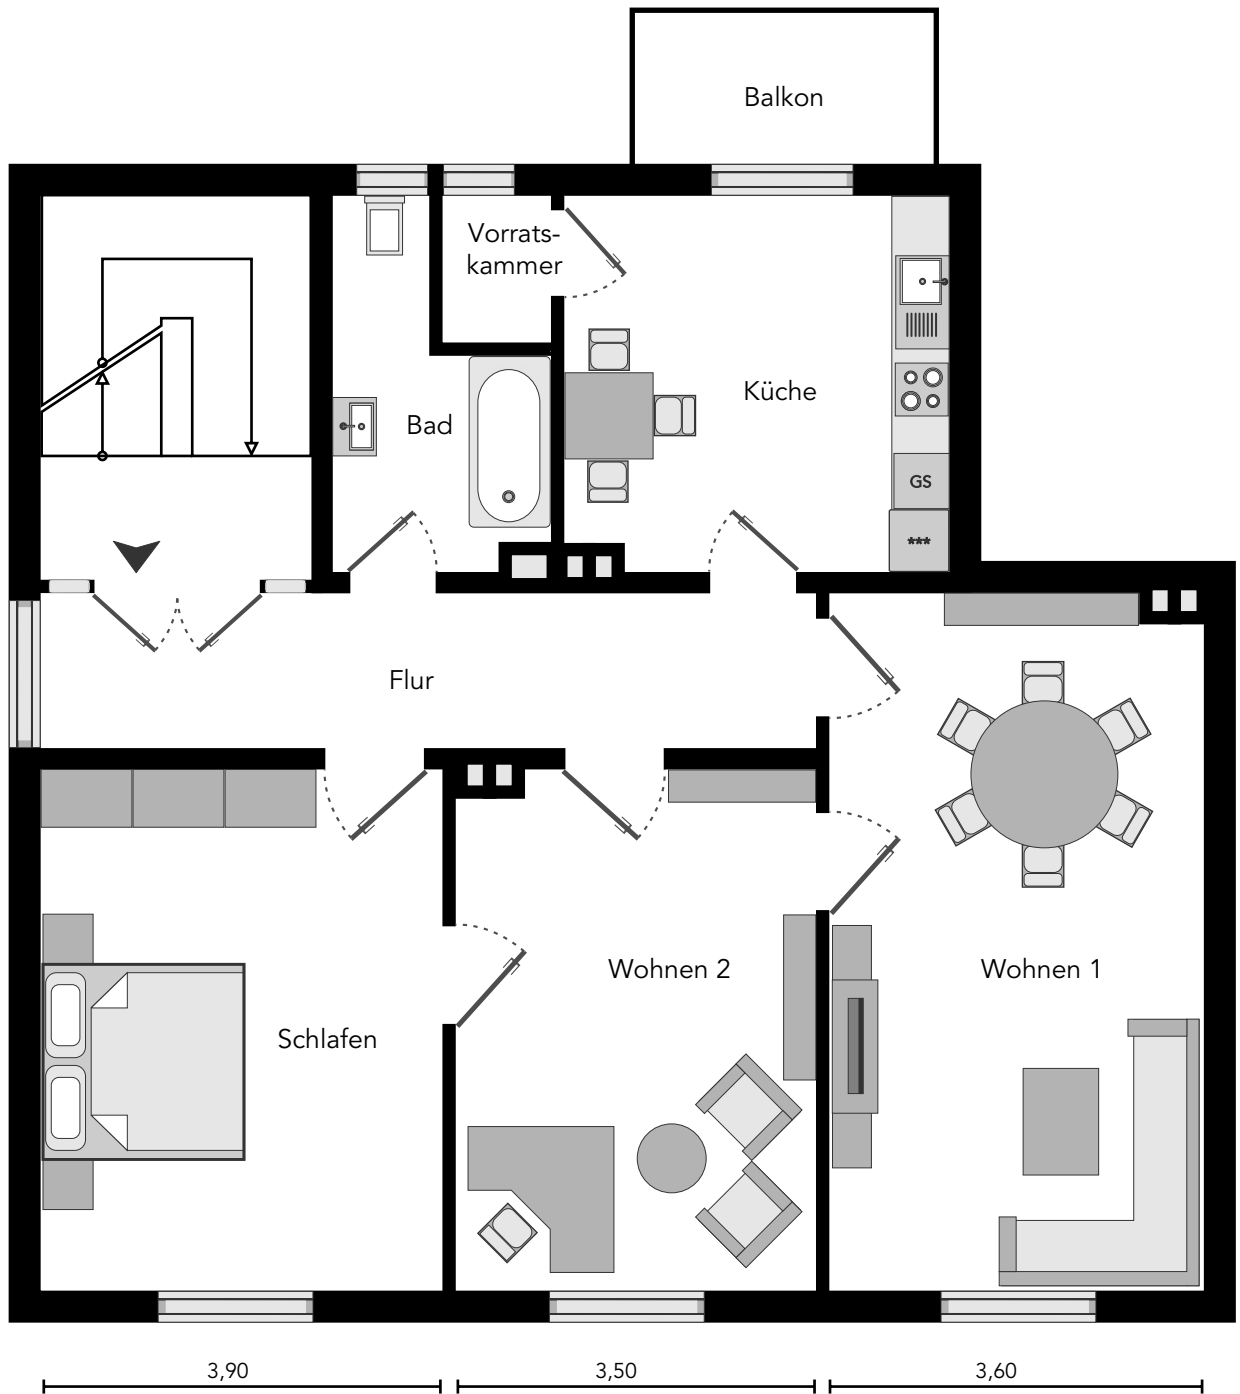 Balkon
Vorrats-
kammer
Küche
Bad
GS
***
Flur
Wohnen 2
Wohnen 1
Schlafen
3,90
3,50
3,60